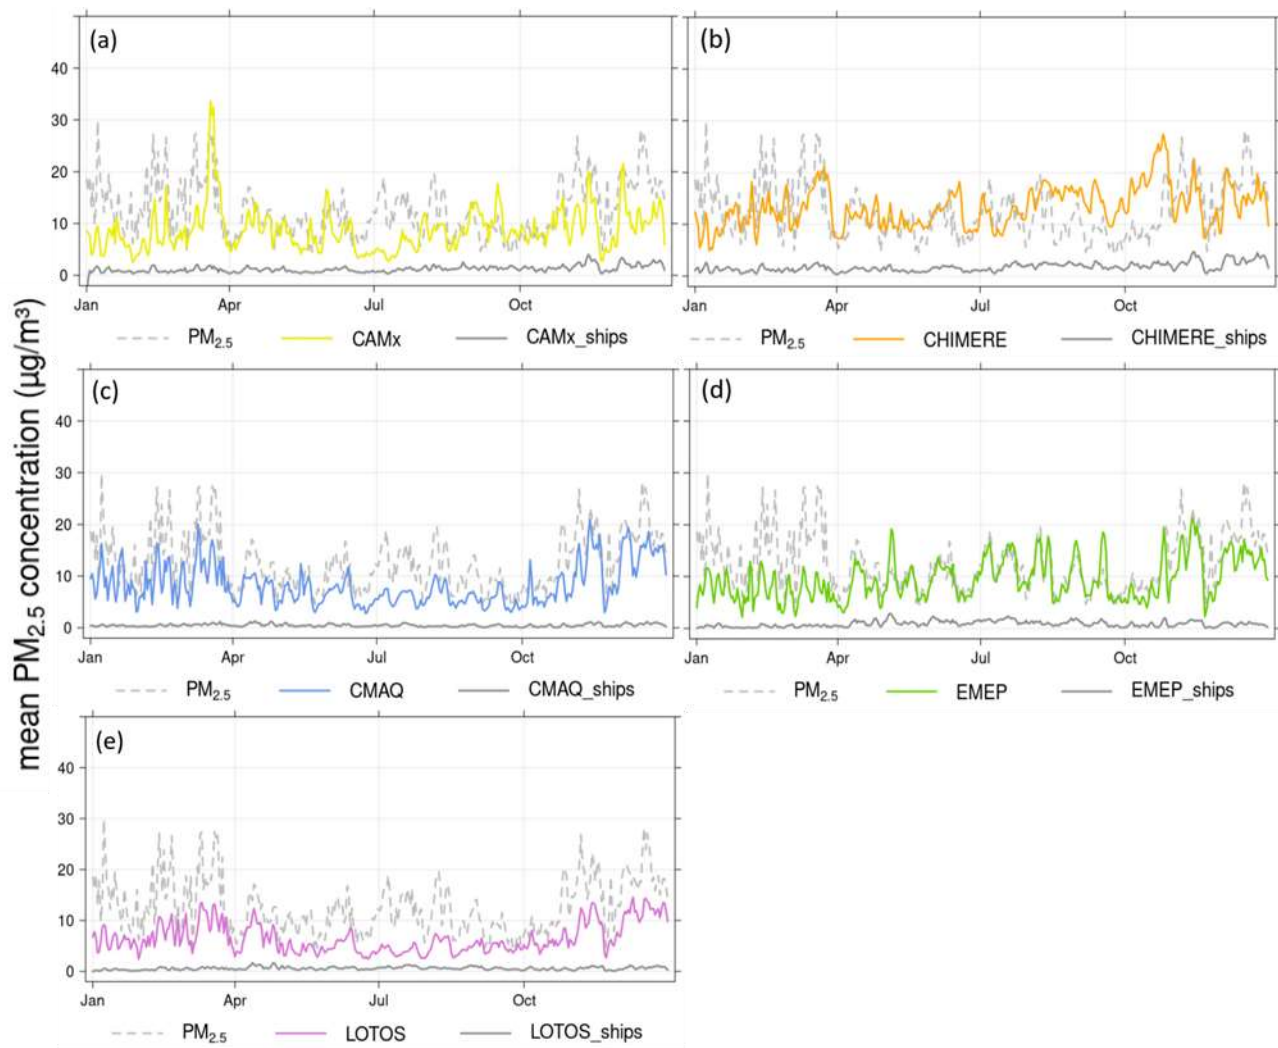 mean PM2.5 concentration (µg/m³)
(a)
40
30
20
10
0
Jan Apr Jul Oct
PM2.5 CAMx CAMx_ships
(b)
Jan Apr Jul Oct
PM2.5 CHIMERE CHIMERE_ships
(c)
40
30
20
10
0
Jan Apr Jul Oct
PM2.5 CMAQ CMAQ_ships
(d)
Jan Apr Jul Oct
PM2.5 EMEP EMEP_ships
(e)
40
30
20
10
0
Jan Apr Jul Oct
PM2.5 LOTOS LOTOS_ships